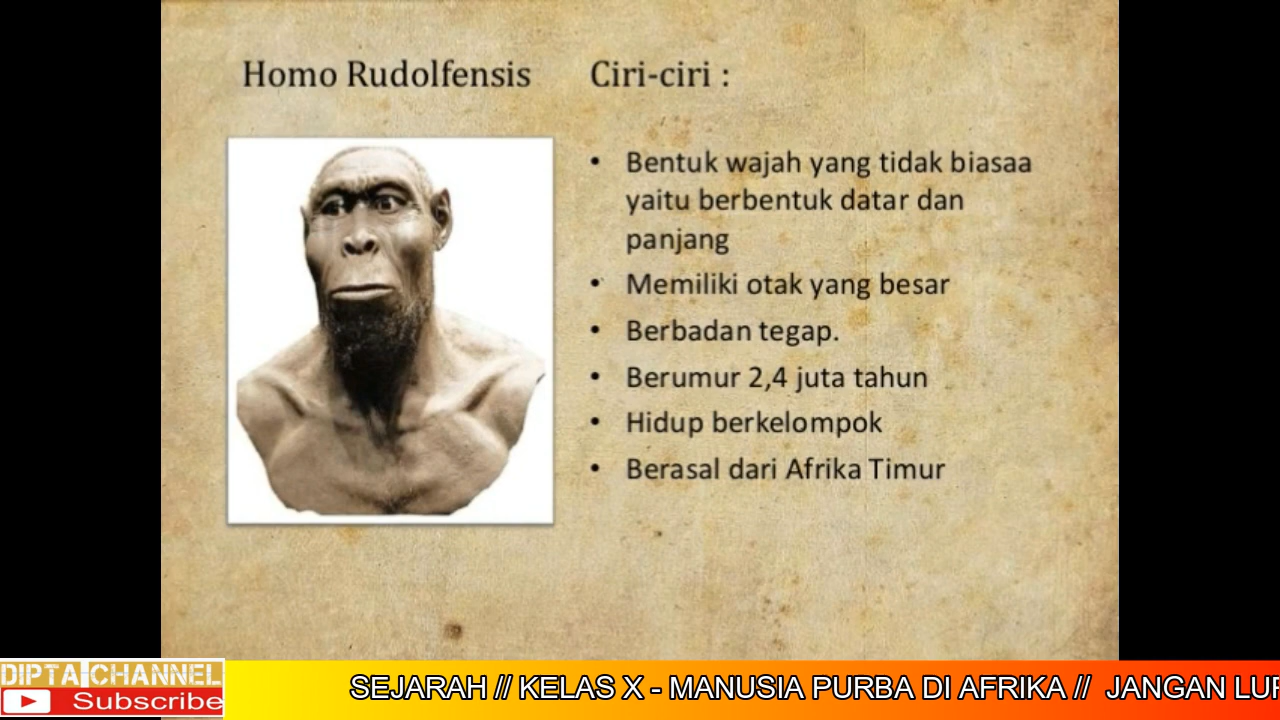 Homo Rudolfensis
Ciri-ciri :
• Bentuk wajah yang tidak biasaa
yaitu berbentuk datar dan
panjang
• Memiliki otak yang besar
• Berbadan tegap.
• Berumur 2,4 juta tahun
• Hidup berkelompok
• Berasal dari Afrika Timur
DIPTA CHANNEL
Subscribe
SEJARAH // KELAS X - MANUSIA PURBA DI AFRIKA // JANGAN LUP